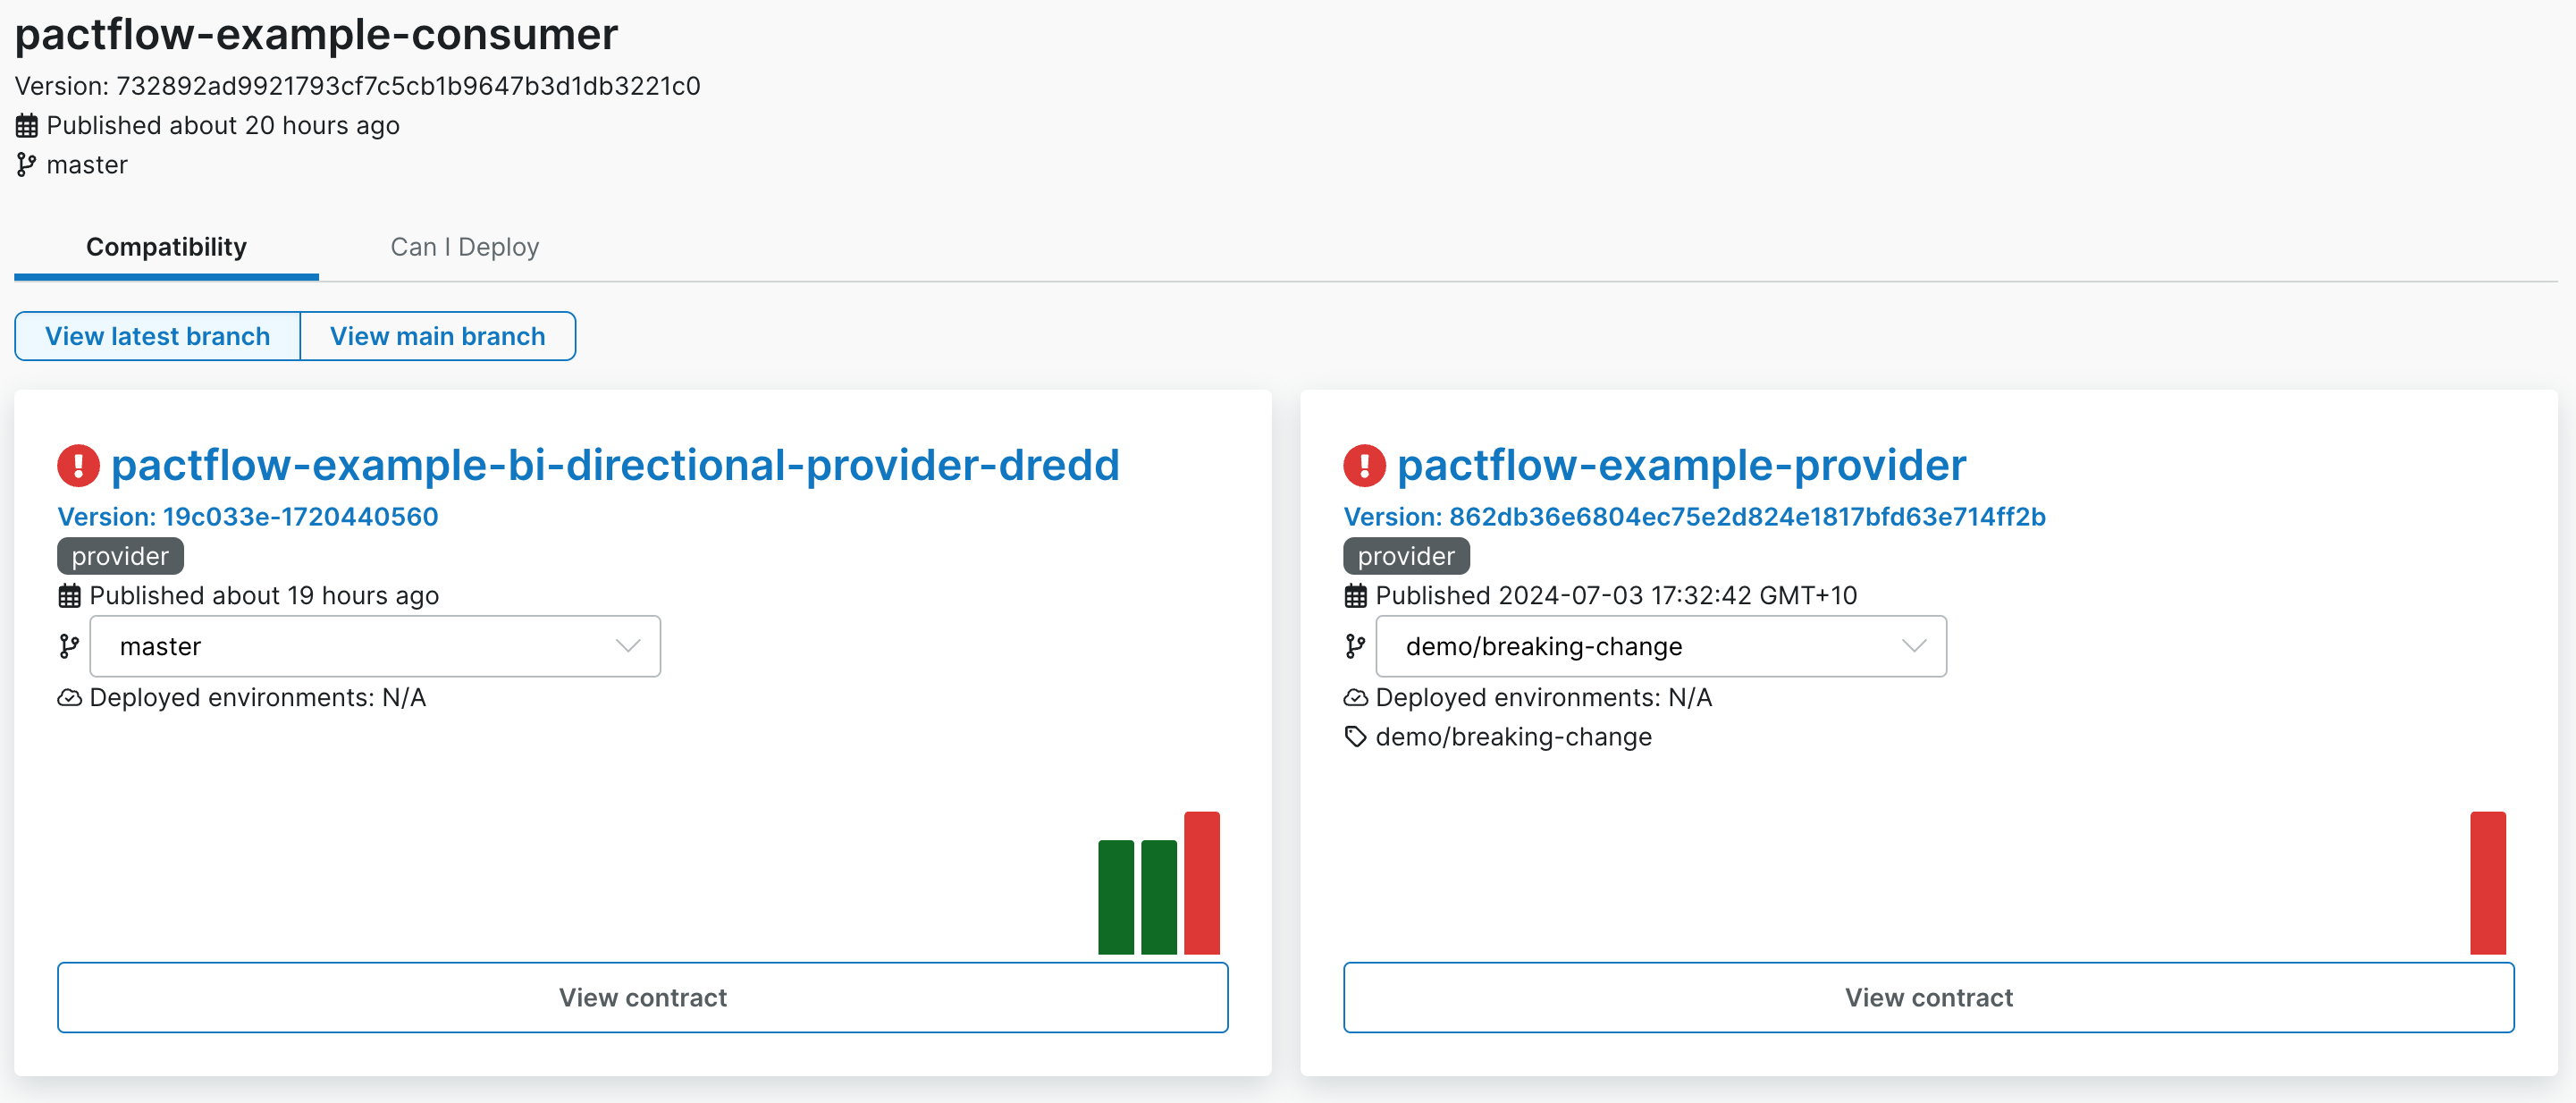 pactflow-example-consumer
Version: 732892ad9921793cf7c5cb1b9647b3d1db3221c0
Published about 20 hours ago
master
Compatibility
Can I Deploy
View latest branch
View main branch
pactflow-example-bi-directional-provider-dredd
Version: 19c033e-1720440560
provider
Published about 19 hours ago
master
Deployed environments: N/A
View contract
pactflow-example-provider
Version: 862db36e6804ec75e2d824e1817bfd63e714ff2b
provider
Published 2024-07-03 17:32:42 GMT+10
demo/breaking-change
Deployed environments: N/A
demo/breaking-change
View contract